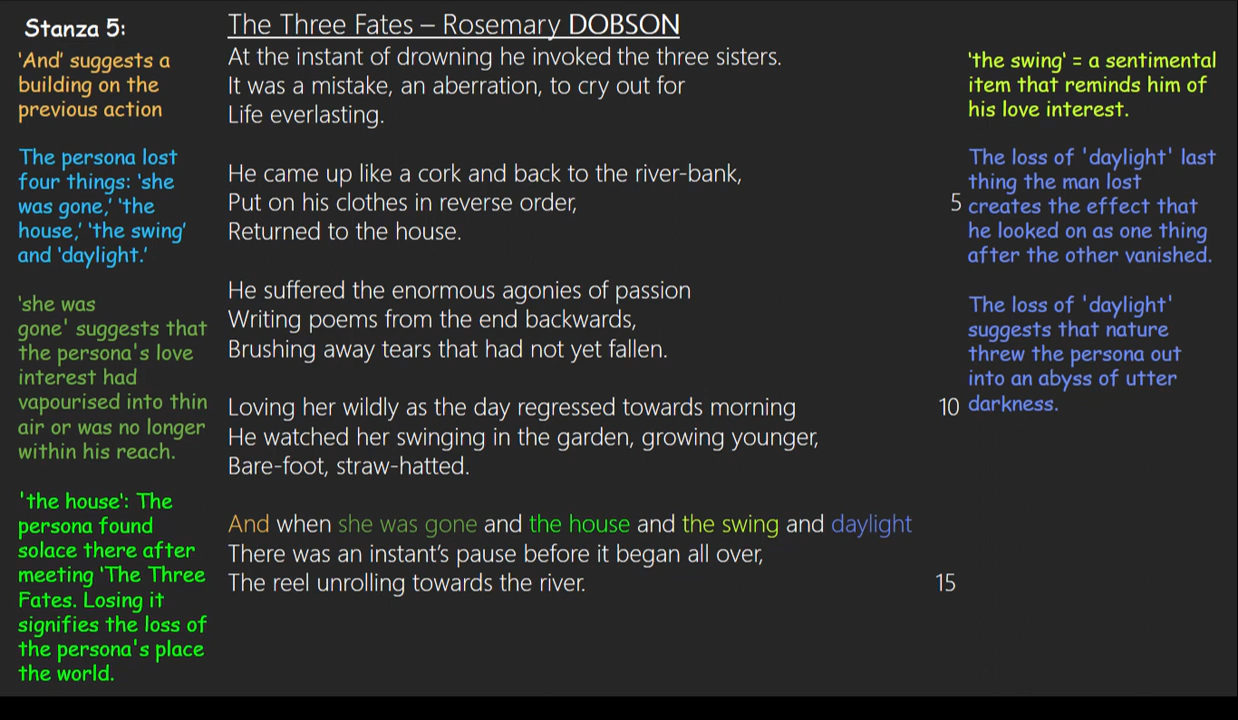 Stanza 5:
'And' suggests a
building on the
previous action
The persona lost
four things: 'she
was gone,' 'the
house,' 'the swing'
and 'daylight.'
'she was
gone' suggests that
the persona's love
interest had
vapourised into thin
air or was no longer
within his reach.
'the house': The
persona found
solace there after
meeting 'The Three
Fates. Losing it
signifies the loss of
the persona's place
the world.
The Three Fates – Rosemary DOBSON
At the instant of drowning he invoked the three sisters.
It was a mistake, an aberration, to cry out for
Life everlasting.
He came up like a cork and back to the river-bank,
Put on his clothes in reverse order, 5
Returned to the house.
He suffered the enormous agonies of passion
Writing poems from the end backwards,
Brushing away tears that had not yet fallen.
Loving her wildly as the day regressed towards morning 10
He watched her swinging in the garden, growing younger,
Bare-foot, straw-hatted.
And when she was gone and the house and the swing and daylight
There was an instant's pause before it began all over,
The reel unrolling towards the river. 15
'the swing' = a sentimental
item that reminds him of
his love interest.
The loss of 'daylight' last
thing the man lost
creates the effect that
he looked on as one thing
after the other vanished.
The loss of 'daylight'
suggests that nature
threw the persona out
into an abyss of utter
darkness.